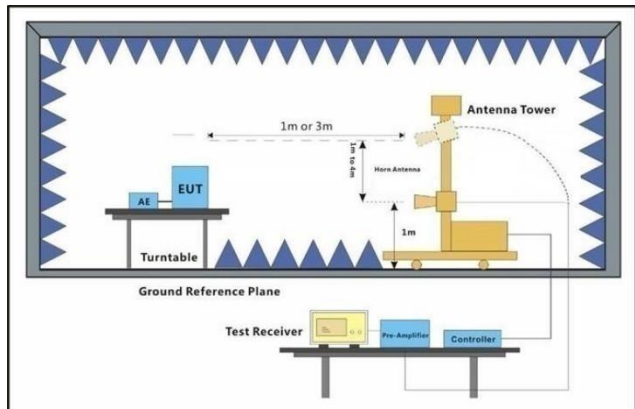 1m or 3m
Antenna Tower
1m to 4m
Horn Antenna
EUT
AE
1m
Turntable
Ground Reference Plane
Test Receiver
Pre-Amplifier
Controller